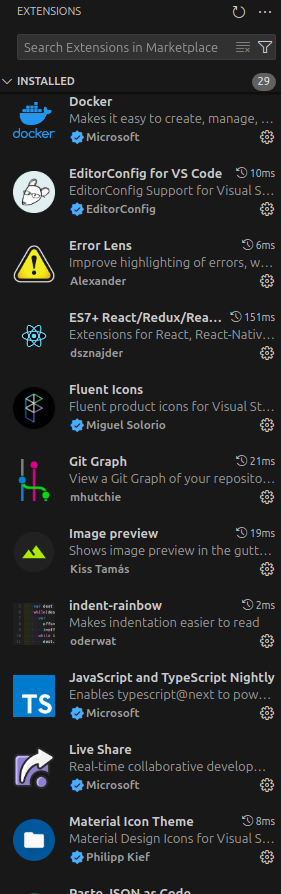 EXTENSIONS
Search Extensions in Marketplace
INSTALLED 29
Docker
Makes it easy to create, manage, ...
docker
Microsoft
EditorConfig for VS Code 10ms
EditorConfig Support for Visual S...
EditorConfig
Error Lens 6ms
Improve highlighting of errors, w...
Alexander
ES7+ React/Redux/Rea... 151ms
Extensions for React, React-Nativ...
dsznajder
Fluent Icons
Fluent product icons for Visual St...
Miguel Solorio
Git Graph 21ms
View a Git Graph of your reposito...
mhutchie
Image preview 19ms
Shows image preview in the gutt...
Kiss Tamás
indent-rainbow 2ms
Makes indentation easier to read
oderwat
JavaScript and TypeScript Nightly
Enables typescript@next to pow...
TS
Microsoft
Live Share
Real-time collaborative develop...
Microsoft
Material Icon Theme 8ms
Material Design Icons for Visual S...
Philipp Kief
Paste JSON as Code